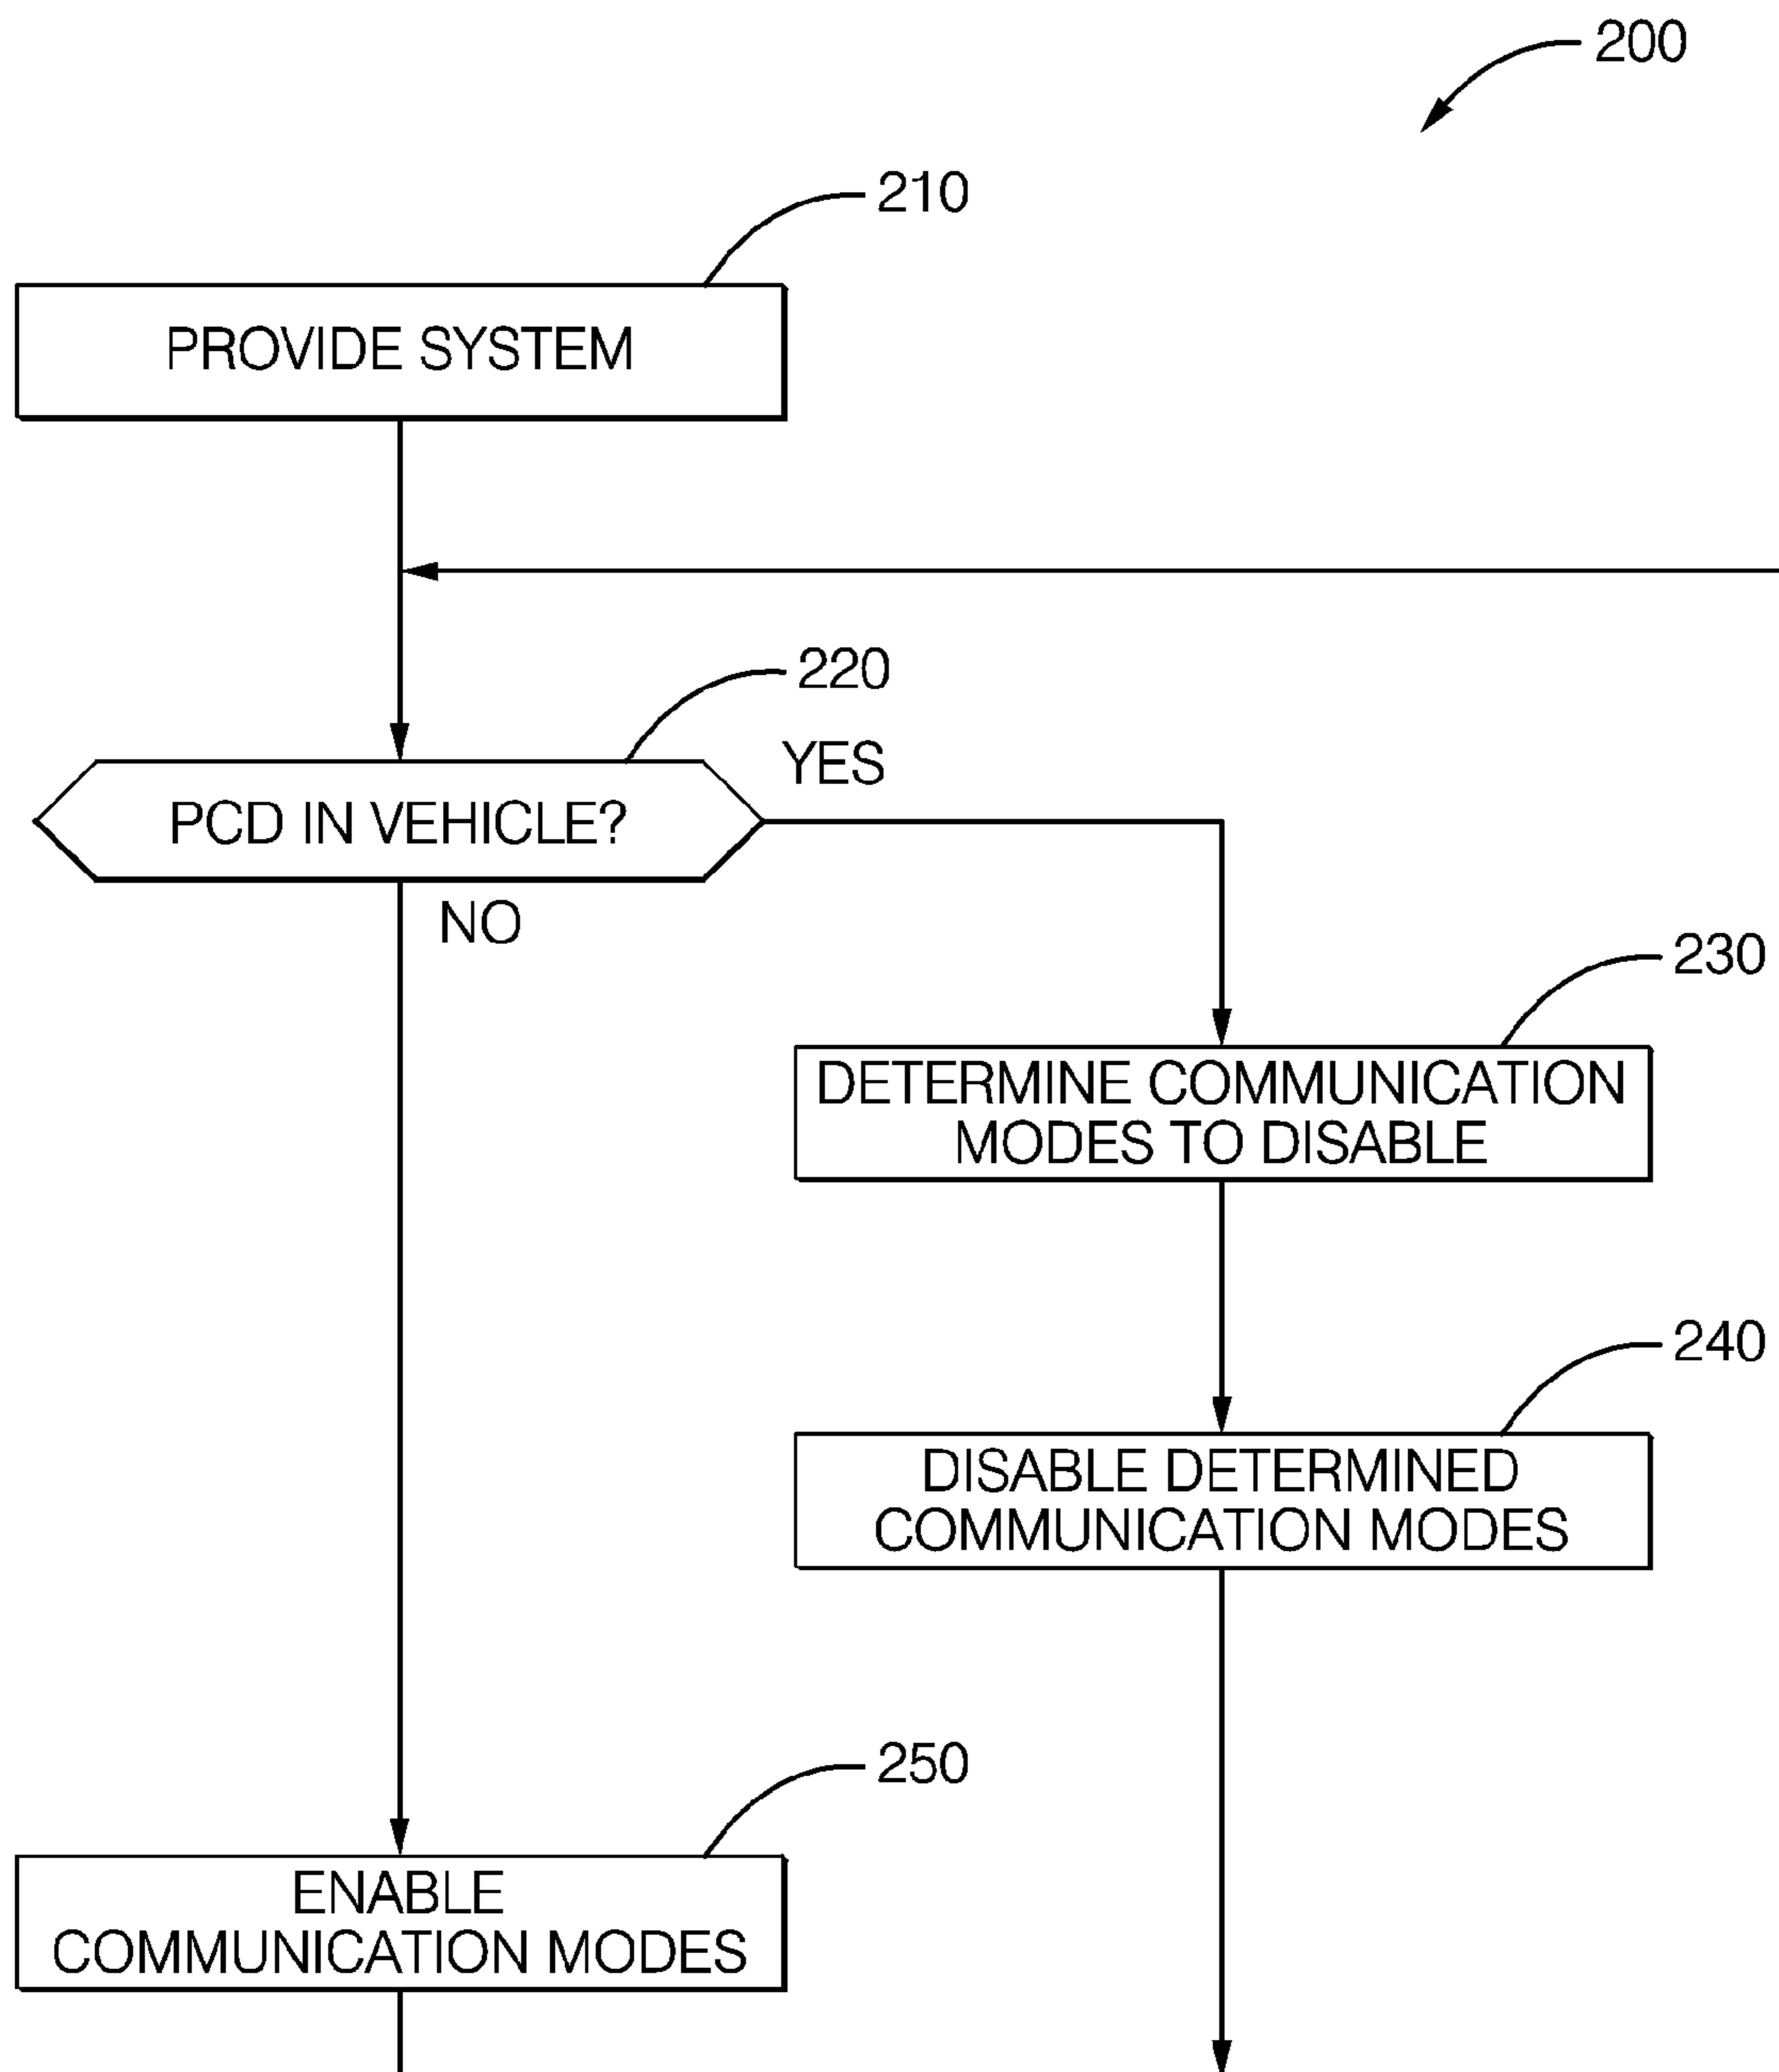 200
210
PROVIDE SYSTEM
220
YES
PCD IN VEHICLE?
NO
230
DETERMINE COMMUNICATION
MODES TO DISABLE
240
DISABLE DETERMINED
COMMUNICATION MODES
250
ENABLE
COMMUNICATION MODES